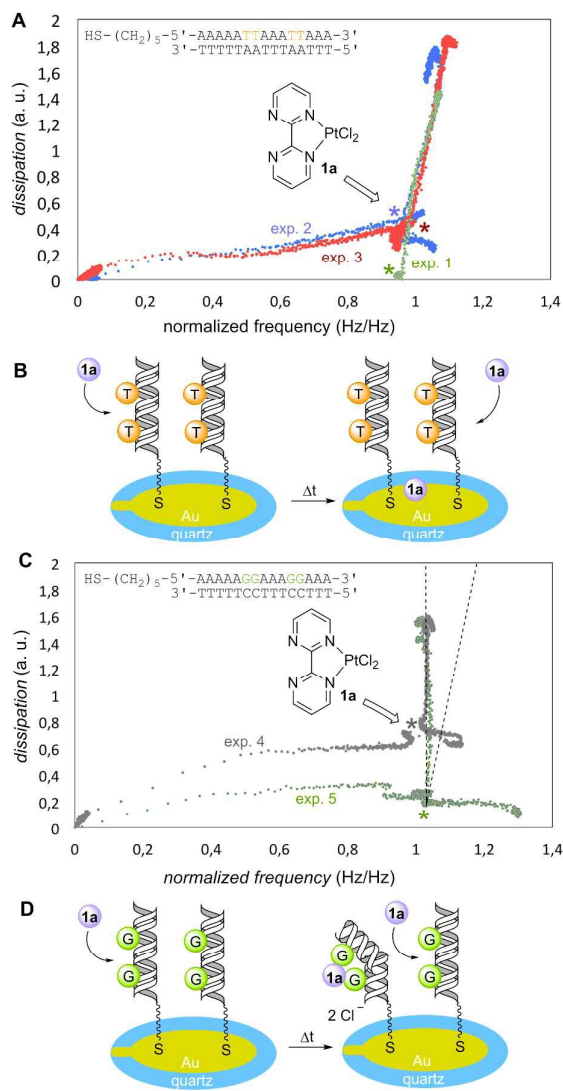 A
dissipation (a. u.)
2
1,8
1,6
1,4
1,2
1
0,8
0,6
0,4
0,2
0
HS-(CH2)5-5'-AAAAATTAAATTAAA-3'
3'-TTTTTAATTTAATTT-5'
N
N
N
N
PtCl2
1a
*
exp. 2
exp. 3
*
*
exp. 1
0
0,2
0,4
0,6
0,8
1
1,2
1,4
normalized frequency (Hz/Hz)
B
1a
T
T
T
T
S
S
Au
quartz
Δt
1a
T
T
T
T
1a
S
S
Au
quartz
C
dissipation (a. u.)
2
1,8
1,6
1,4
1,2
1
0,8
0,6
0,4
0,2
0
HS-(CH2)5-5'-AAAAAGGAAAGGAAA-3'
3'-TTTTTCCTTTCCTTT-5'
N
N
N
N
PtCl2
1a
*
exp. 4
exp. 5
*
0
0,2
0,4
0,6
0,8
1
1,2
1,4
normalized frequency (Hz/Hz)
D
1a
G
G
G
G
S
S
Au
quartz
Δt
1a
G
1a
G
G
G
2 Cl−
S
S
Au
quartz